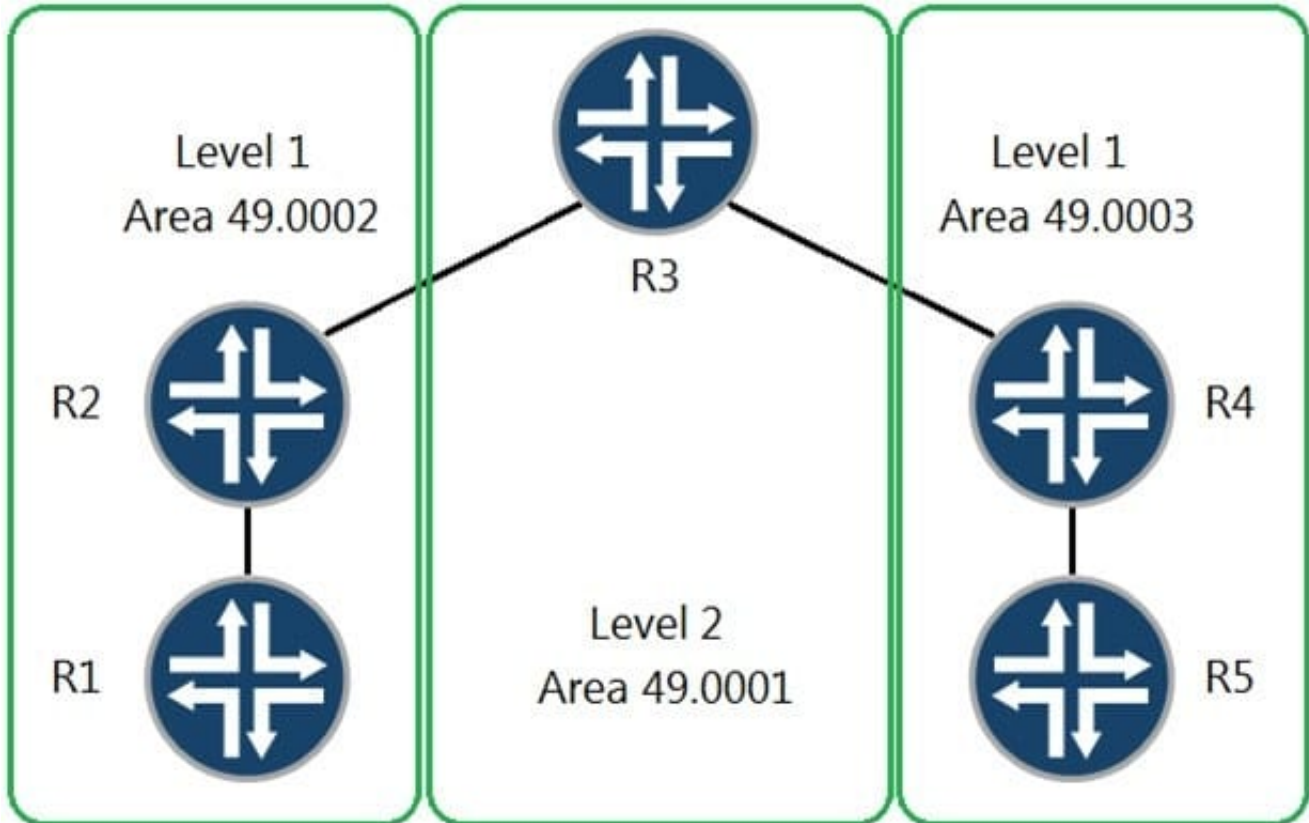 Level 1
Area 49.0002
R2
R1
R3
Level 2
Area 49.0001
Level 1
Area 49.0003
R4
R5